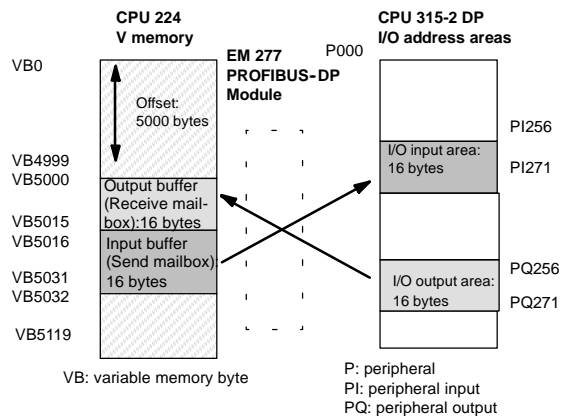 CPU 224
V memory
VB0
Offset:
5000 bytes
VB4999
VB5000
Output buffer
(Receive mail-
box):16 bytes
VB5015
VB5016
Input buffer
(Send mailbox):
16 bytes
VB5031
VB5032
VB5119
VB: variable memory byte
EM 277
PROFIBUS-DP
Module
CPU 315-2 DP
I/O address areas
P000
PI256
I/O input area:
16 bytes
PI271
PQ256
I/O output area:
16 bytes
PQ271
P: peripheral
PI: peripheral input
PQ: peripheral output